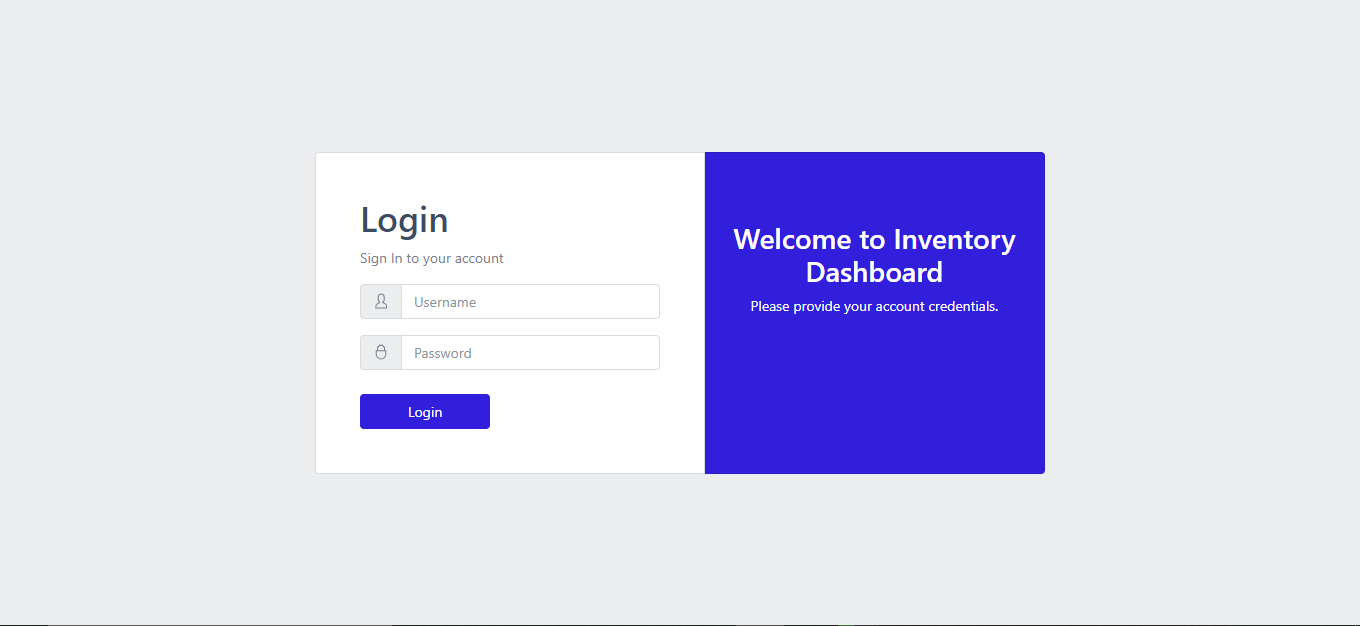 Login
Sign In to your account
Username
Password
Login
Welcome to Inventory
Dashboard
Please provide your account credentials.